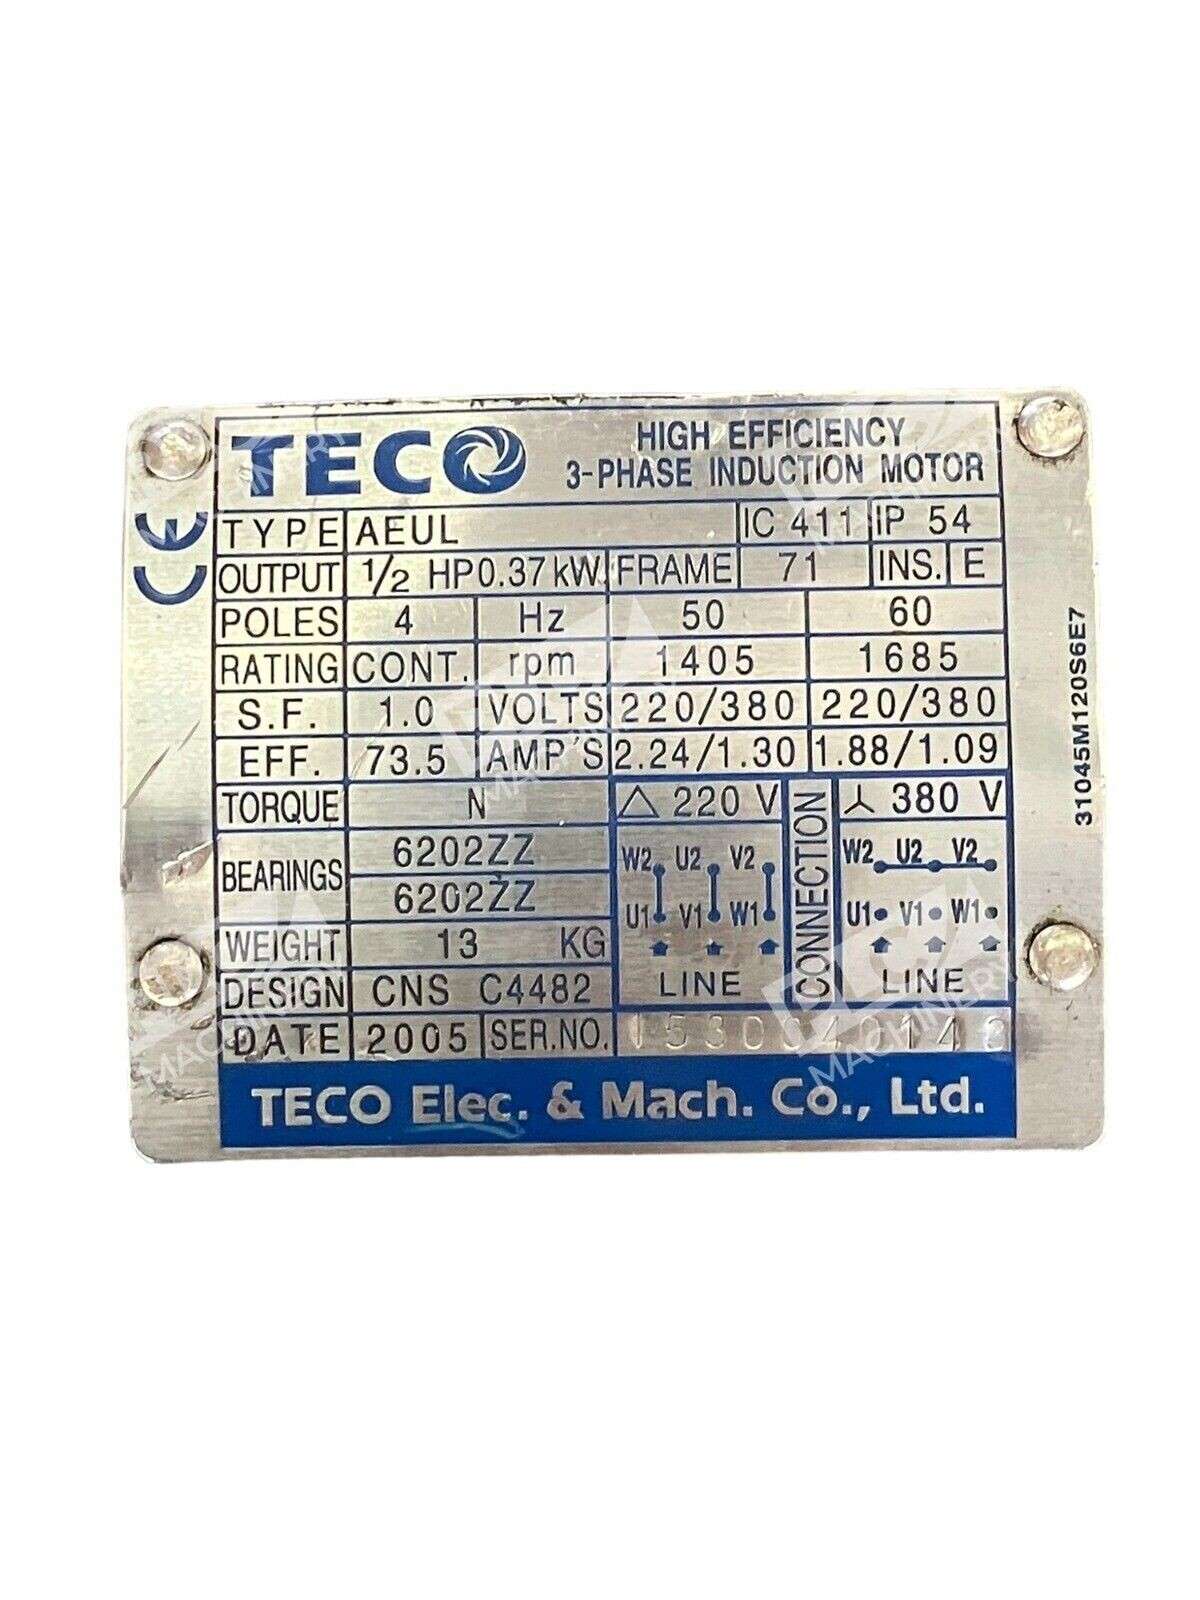 TECO
HIGH EFFICIENCY
3-PHASE INDUCTION MOTOR
CE
TYPE AEUL IC 411 IP 54
OUTPUT 1/2 HP 0.37 kW. FRAME 71 INS. E
POLES 4 Hz 50 60
RATING CONT. rpm 1405 1685
S.F. 1.0 VOLTS 220/380 220/380
EFF. 73.5 AMP'S 2.24/1.30 1.88/1.09
TORQUE N △ 220 V CONNECTION 人 380 V
BEARINGS 6202ZZ
6202ZZ
W2 U2 V2 W2 U2 V2
U1 V1 W1 U1 V1 W1
WEIGHT 13 KG
LINE LINE
DESIGN CNS C4482
DATE 2005 SER.NO.
TECO Elec. & Mach. Co., Ltd.
31045M120S6E7
MACHINERY